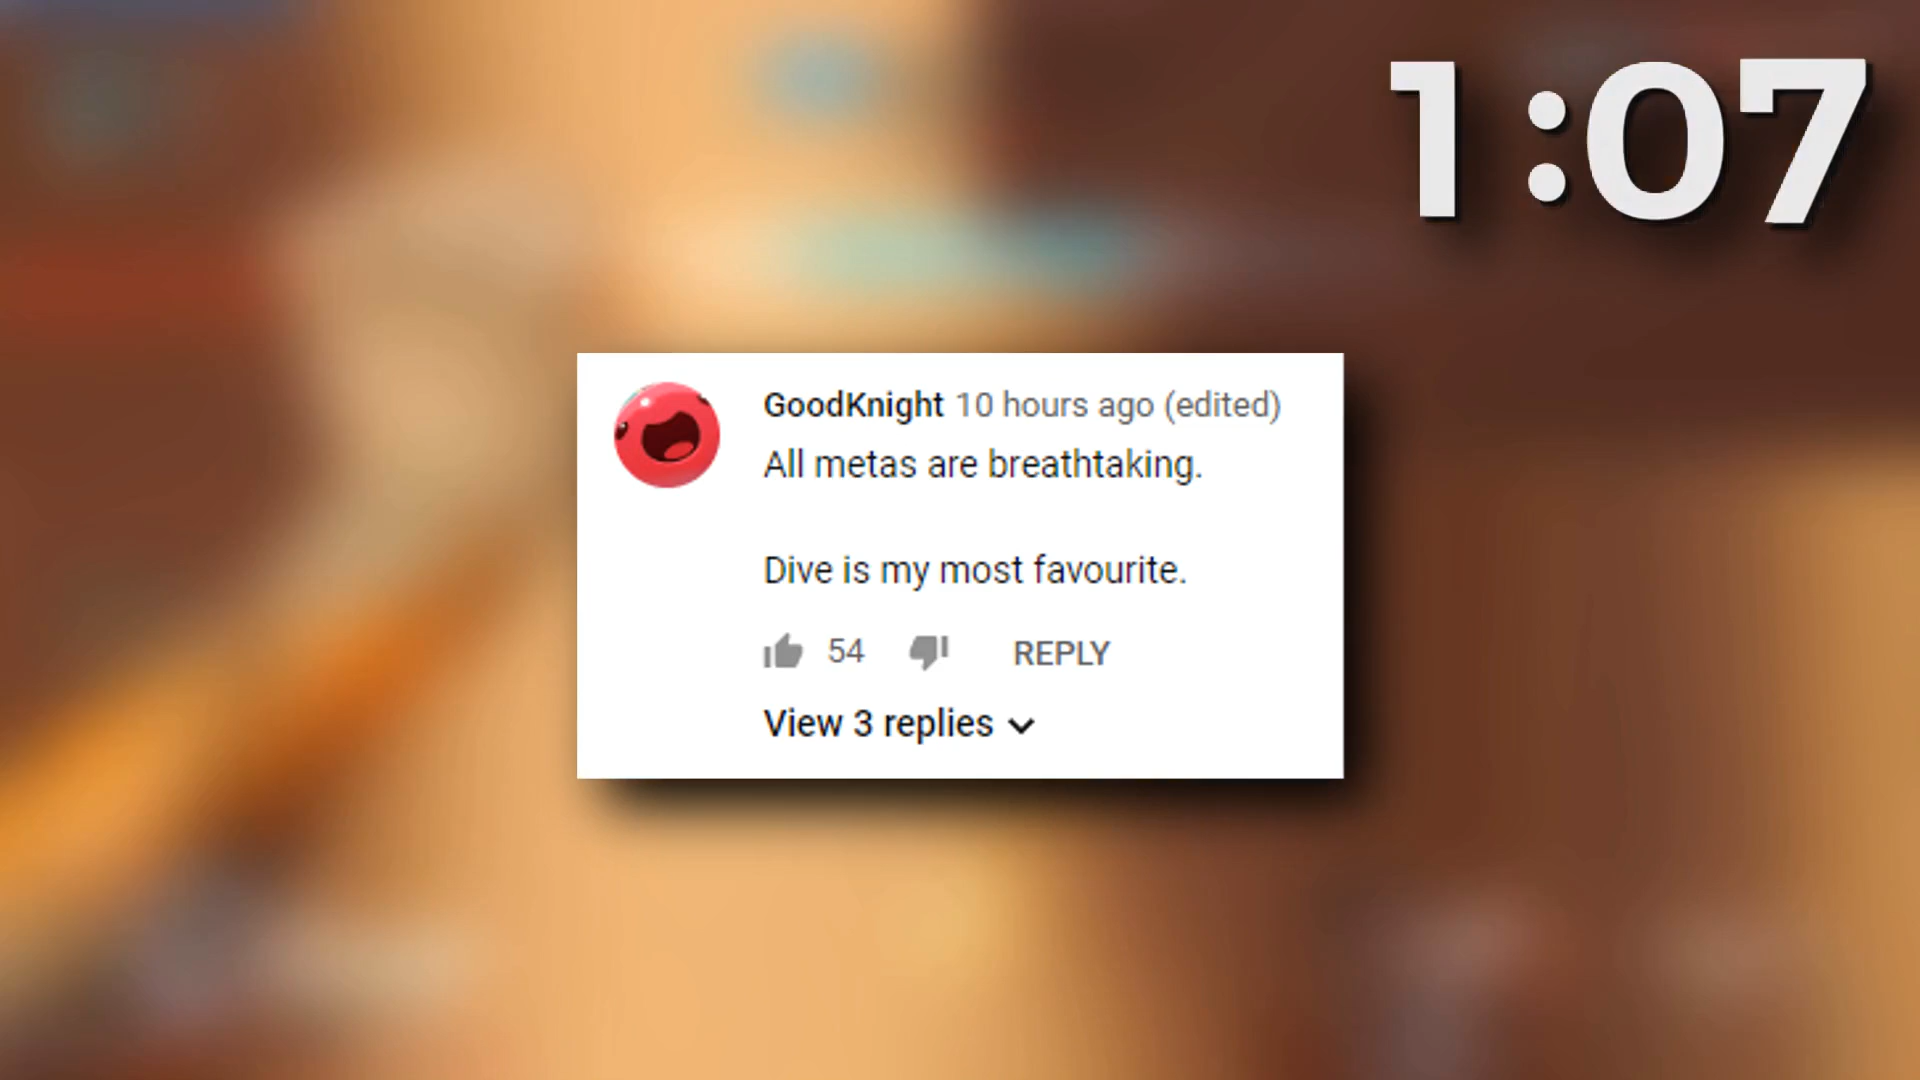 1:07
GoodKnight 10 hours ago (edited)
All metas are breathtaking.
Dive is my most favourite.
54 REPLY
View 3 replies